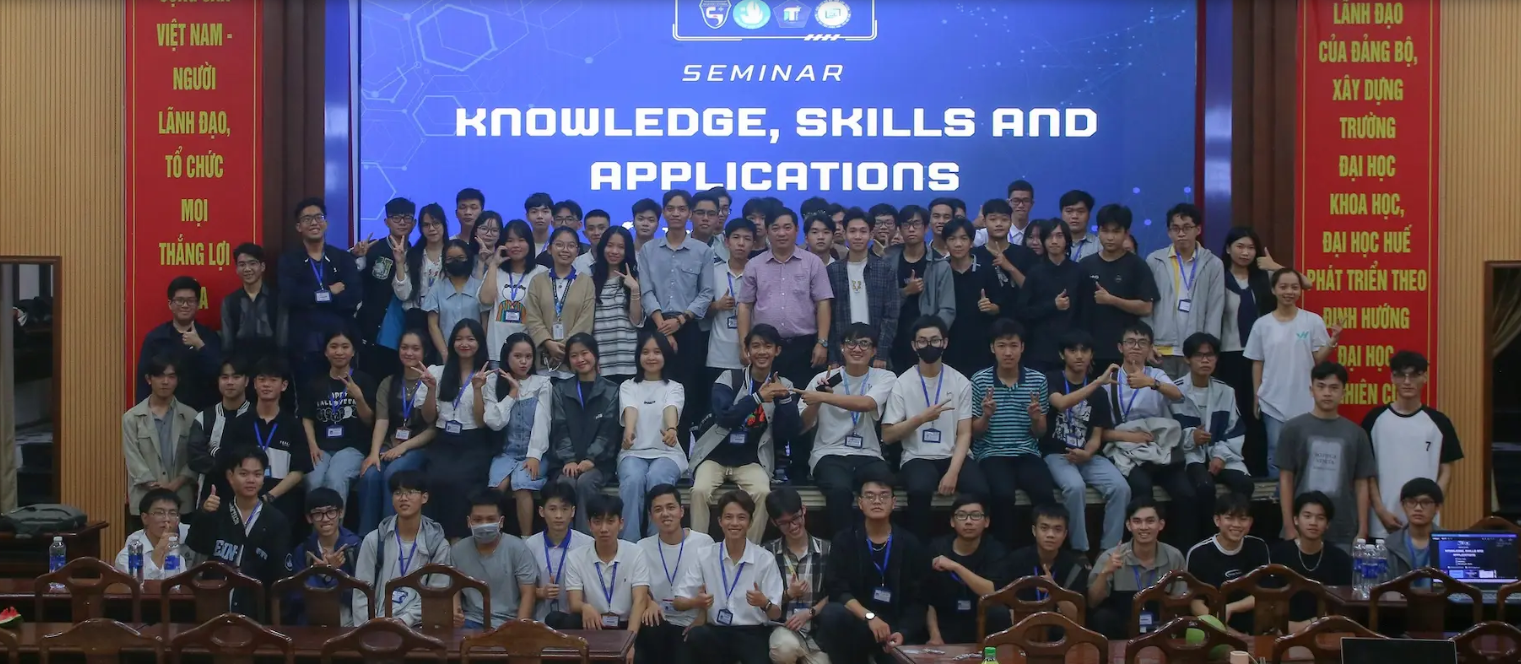 VIỆT NAM -
NGƯỜI
LÃNH ĐẠO,
TỔ CHỨC
MỌI
THẮNG LỢI
SEMINAR
KNOWLEDGE, SKILLS AND
APPLICATIONS
LÃNH ĐẠO
CỦA ĐẢNG BỘ,
XÂY DỰNG
TRƯỜNG
ĐẠI HỌC
KHOA HỌC,
ĐẠI HỌC HUẾ
PHÁT TRIỂN THEO
ĐỊNH HƯỚNG
ĐẠI HỌC
7